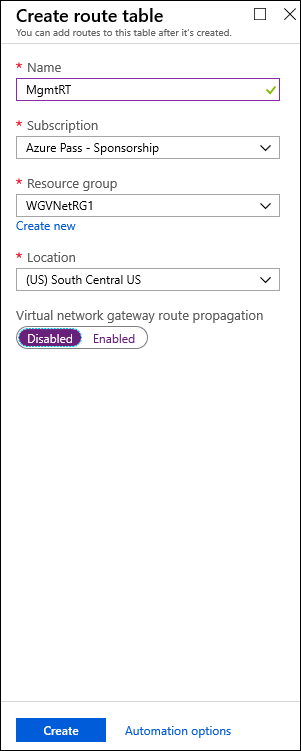 Create route table
You can add routes to this table after it's created.
* Name
MgmtRT
* Subscription
Azure Pass - Sponsorship
* Resource group
WGVNetRG1
Create new
* Location
(US) South Central US
Virtual network gateway route propagation
Disabled Enabled
Create Automation options